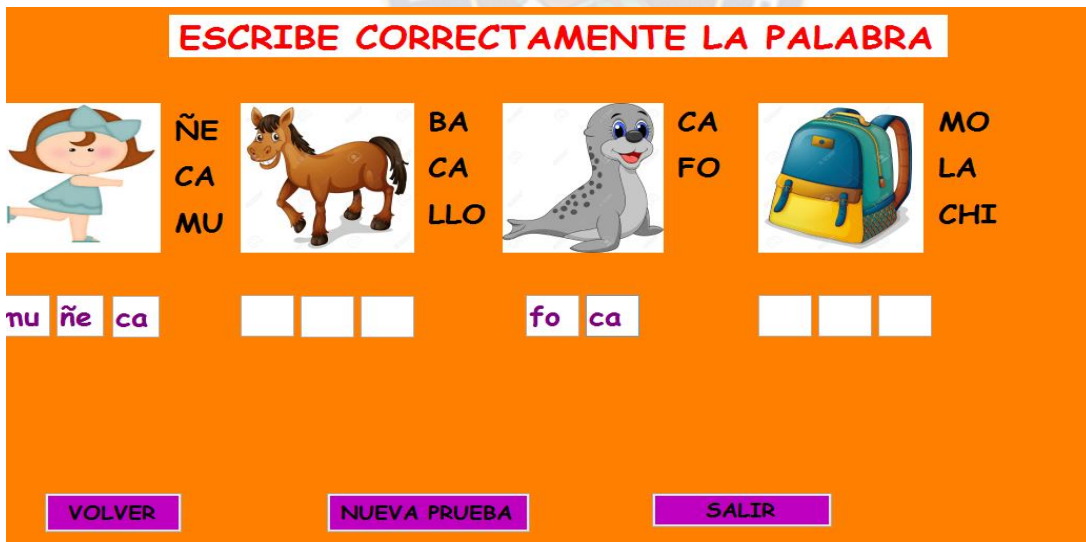 ESCRIBE CORRECTAMENTE LA PALABRA
ÑE
CA
MU
BA
CA
LLO
CA
FO
MO
LA
CHI
mu ñe ca
fo ca
VOLVER
NUEVA PRUEBA
SALIR